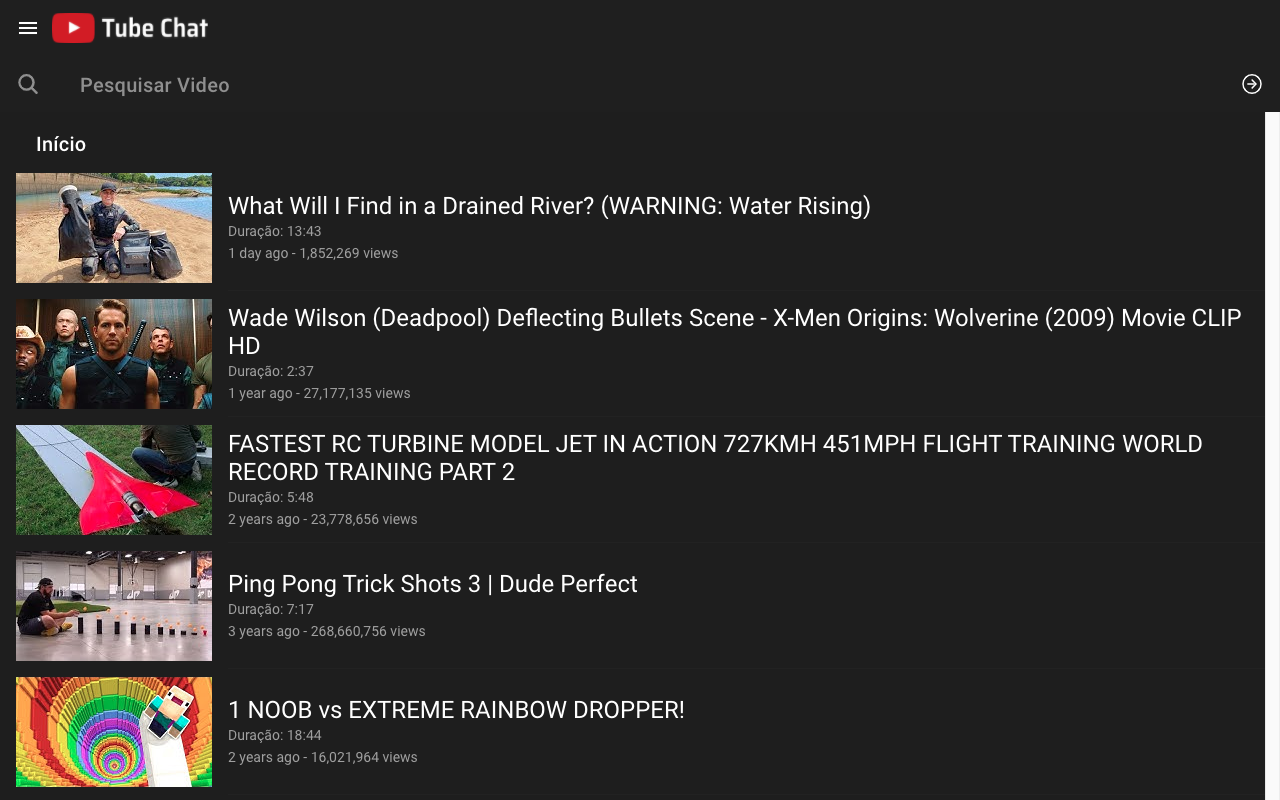 Tube Chat
Pesquisar Video
Início
What Will I Find in a Drained River? (WARNING: Water Rising)
Duração: 13:43
1 day ago - 1,852,269 views
Wade Wilson (Deadpool) Deflecting Bullets Scene - X-Men Origins: Wolverine (2009) Movie CLIP
HD
Duração: 2:37
1 year ago - 27,177,135 views
FASTEST RC TURBINE MODEL JET IN ACTION 727KMH 451MPH FLIGHT TRAINING WORLD
RECORD TRAINING PART 2
Duração: 5:48
2 years ago - 23,778,656 views
Ping Pong Trick Shots 3 | Dude Perfect
Duração: 7:17
3 years ago - 268,660,756 views
1 NOOB vs EXTREME RAINBOW DROPPER!
Duração: 18:44
2 years ago - 16,021,964 views